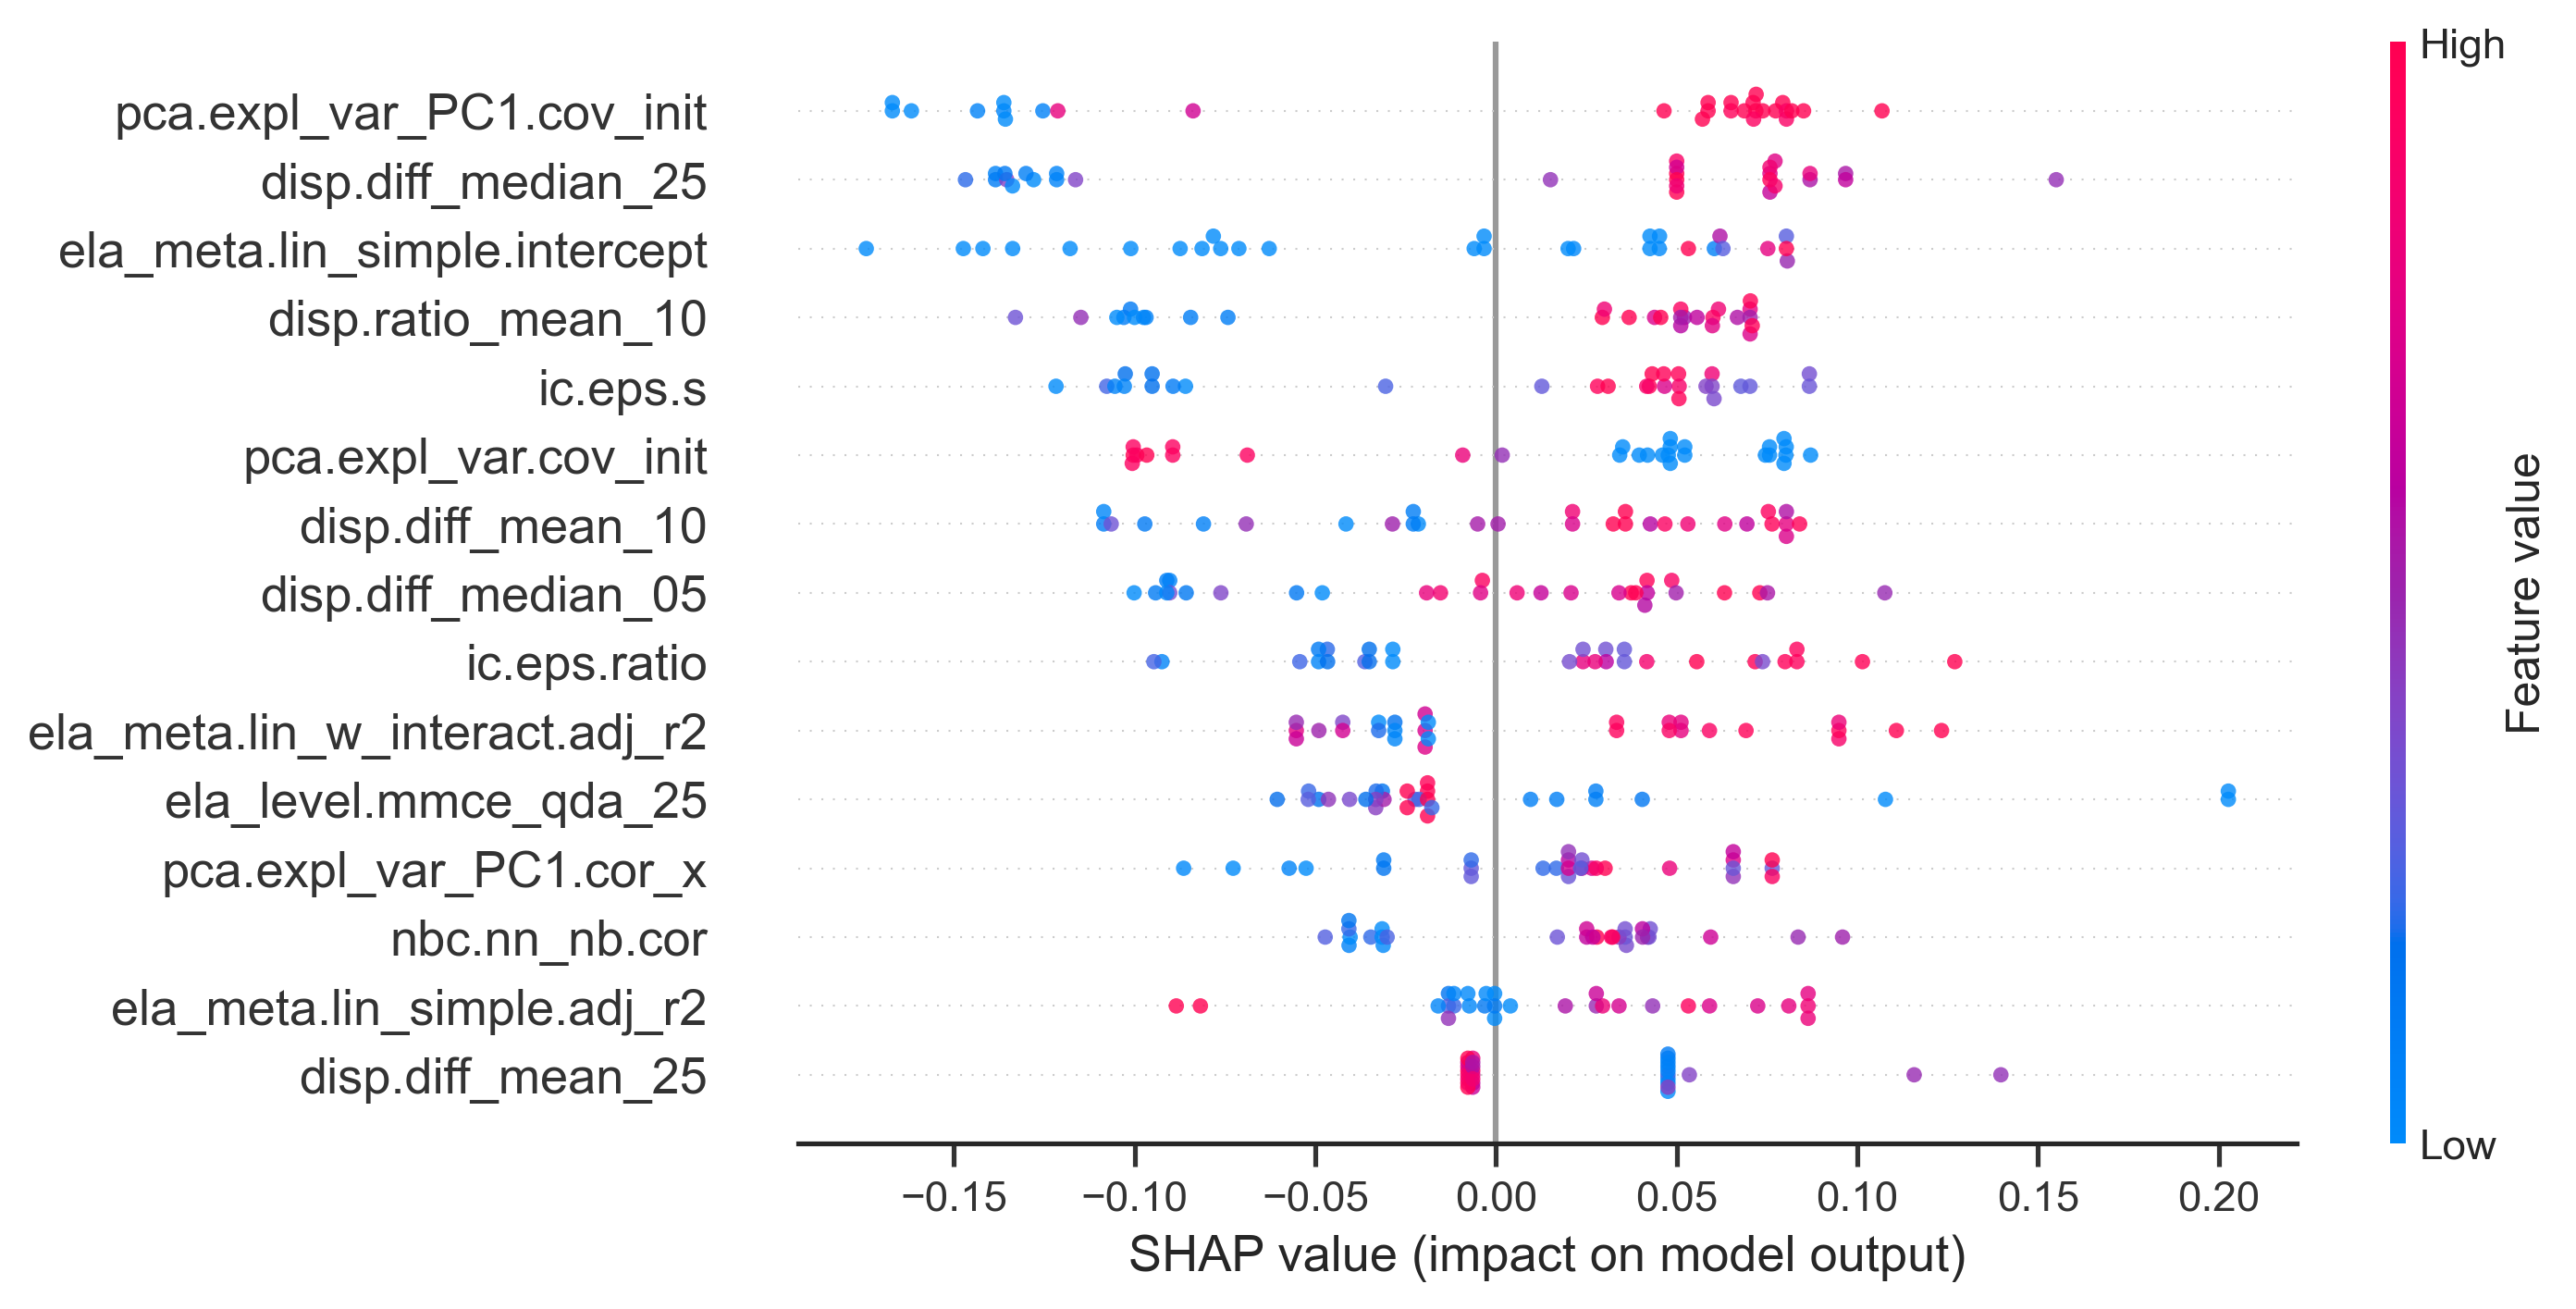 High
pca.expl_var_PC1.cov_init
disp.diff_median_25
ela_meta.lin_simple.intercept
disp.ratio_mean_10
ic.eps.s
pca.expl_var.cov_init
disp.diff_mean_10
disp.diff_median_05
ic.eps.ratio
ela_meta.lin_w_interact.adj_r2
ela_level.mmce_qda_25
pca.expl_var_PC1.cor_x
nbc.nn_nb.cor
ela_meta.lin_simple.adj_r2
disp.diff_mean_25
Feature value
Low
−0.15 −0.10 −0.05 0.00 0.05 0.10 0.15 0.20
SHAP value (impact on model output)